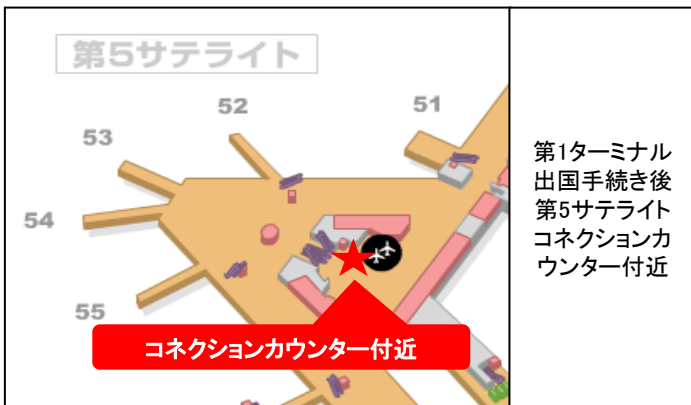 第5サテライト
51
52
53
54
55
コネクションカウンター付近
第1ターミナル
出国手続き後
第5サテライト
コネクションカ
ウンター付近